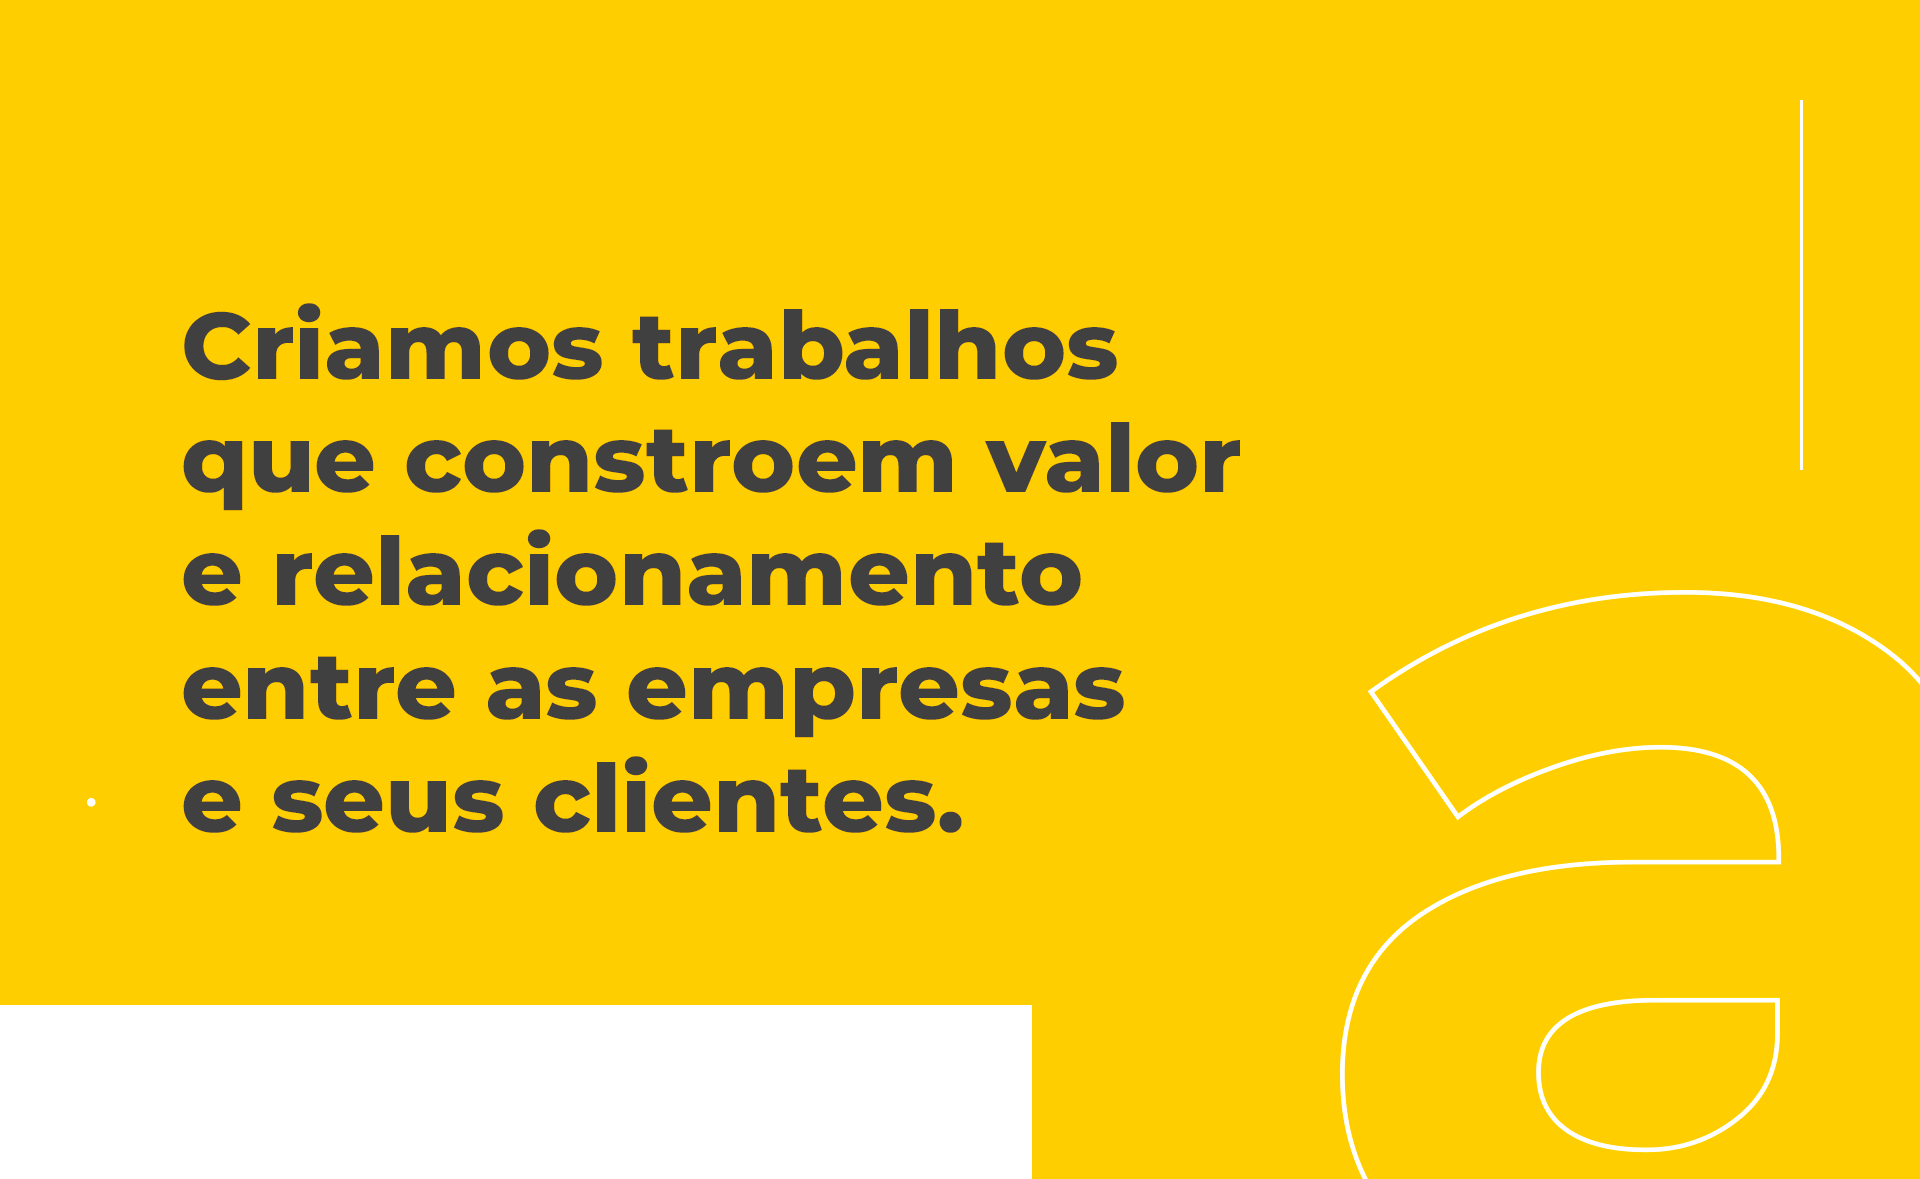 Criamos trabalhos
que constroem valor
e relacionamento
entre as empresas
e seus clientes.
a